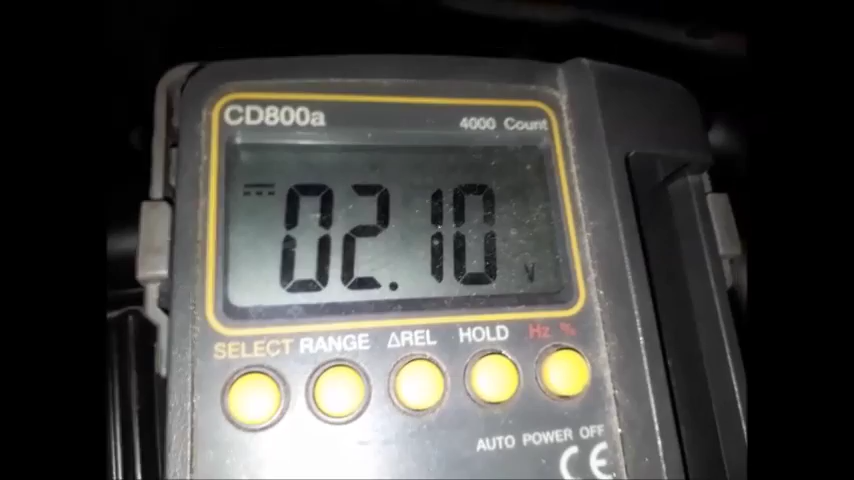 CD800a 4000 Count
02.10 V
SELECT RANGE ΔREL HOLD Hz %
AUTO POWER OFF
CE